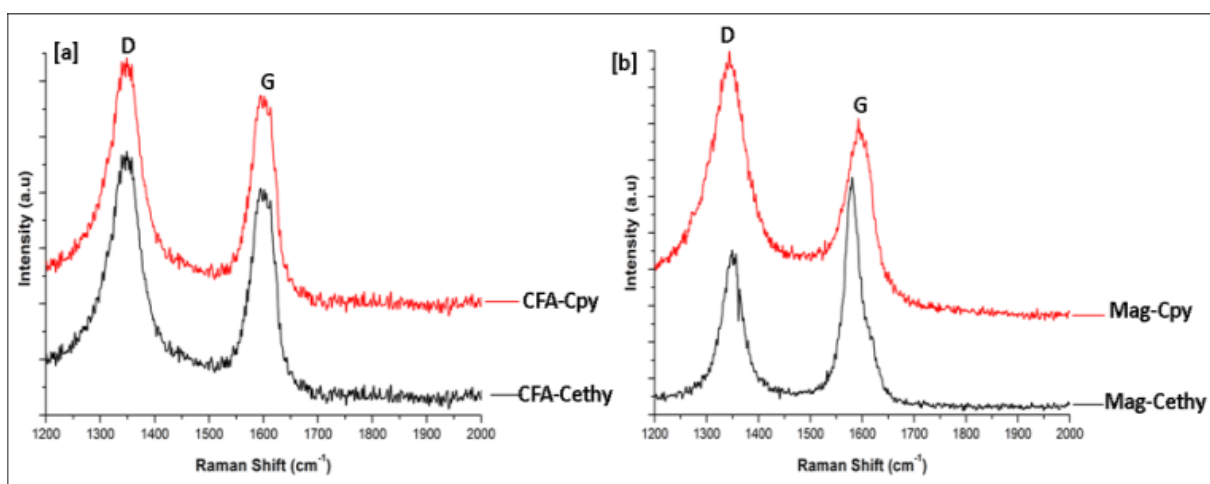 [a]
D
G
Intensity (a.u)
CFA-Cpy
CFA-Cethy
1200 1300 1400 1500 1600 1700 1800 1900 2000
Raman Shift (cm⁻¹)
[b]
D
G
Intensity (a.u)
Mag-Cpy
Mag-Cethy
1200 1300 1400 1500 1600 1700 1800 1900 2000
Raman Shift (cm⁻¹)